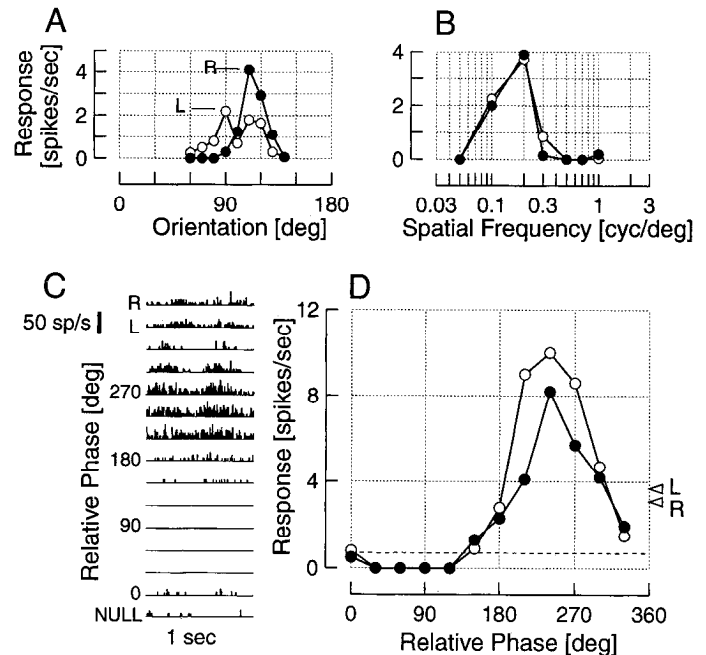 A
Response
[spikes/sec]
4
2
0
R
L
0
90
180
Orientation [deg]
B
4
2
0
0.03
0.1
0.3
1
3
Spatial Frequency [cyc/deg]
C
R
50 sp/s
L
270
180
90
0
NULL
Relative Phase [deg]
1 sec
D
12
8
4
0
Response [spikes/sec]
L
R
0
90
180
270
360
Relative Phase [deg]